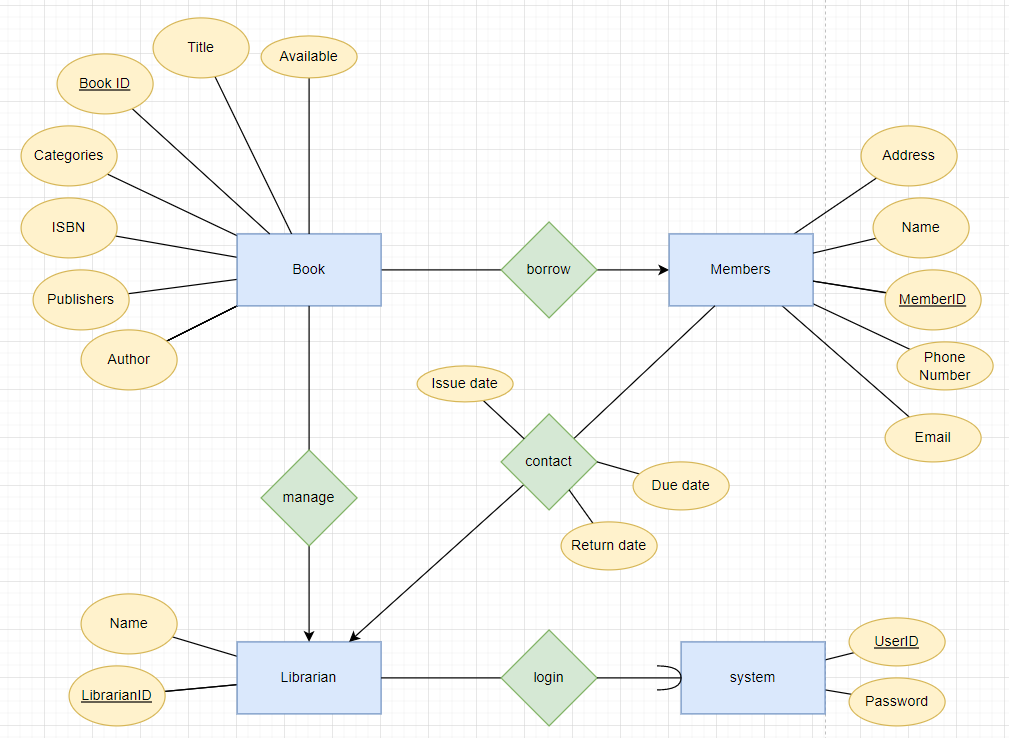 Title
Available
Book ID
Categories
Address
ISBN
Name
Book
borrow
Members
Publishers
MemberID
Author
Phone
Number
Issue date
Email
contact
Due date
manage
Return date
Name
UserID
Librarian
login
system
LibrarianID
Password